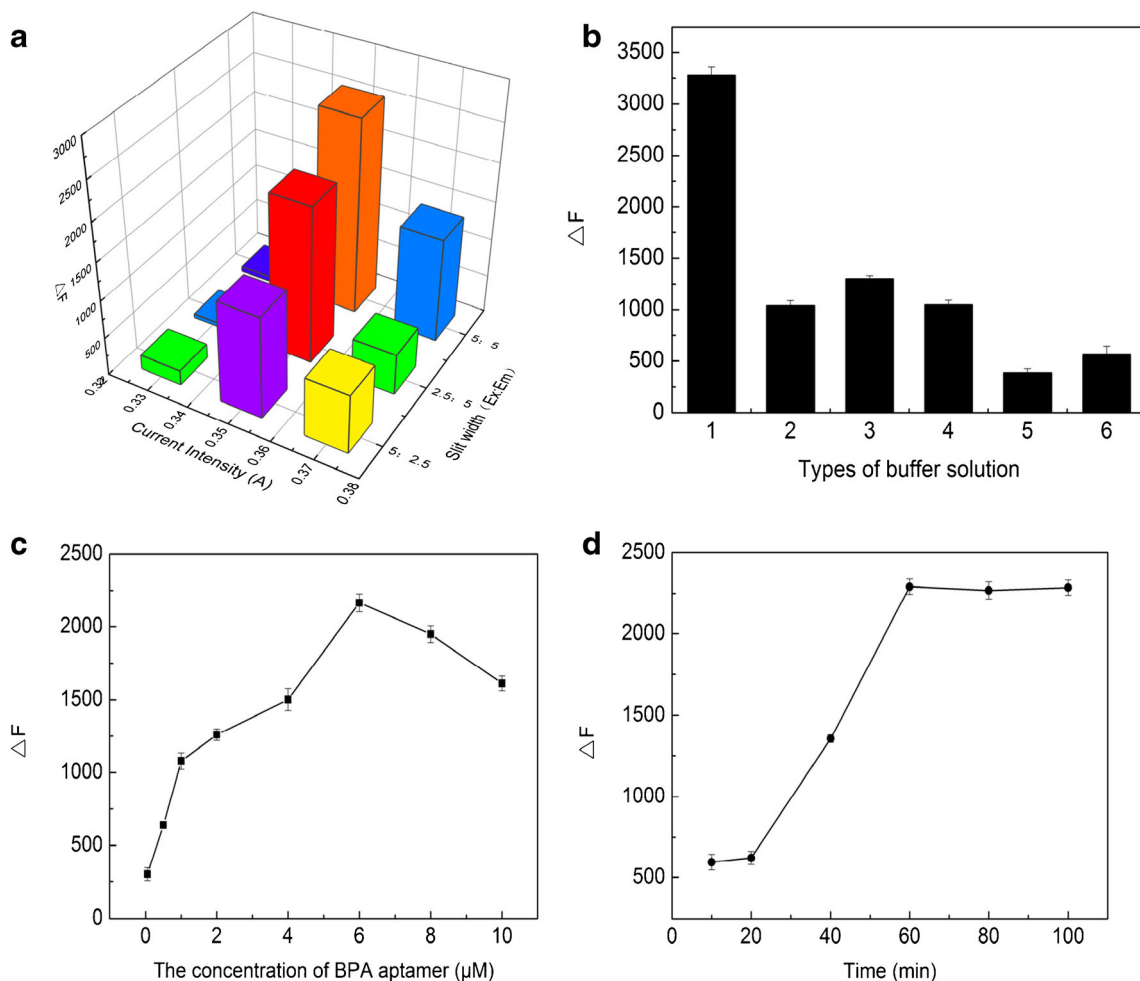 a
3000
2500
2000
1500
1000
500
0.32
0.33
0.34
0.35
0.36
0.37
0.38
Current Intensity (A)
5: 2.5
2.5: 5
5: 5
Slit width (Ex:Em)
b
3500
3000
2500
2000
1500
1000
500
0
△F
1 2 3 4 5 6
Types of buffer solution
c
2500
2000
1500
1000
500
0
△F
0 2 4 6 8 10
The concentration of BPA aptamer (μM)
d
2500
2000
1500
1000
500
△F
0 20 40 60 80 100
Time (min)